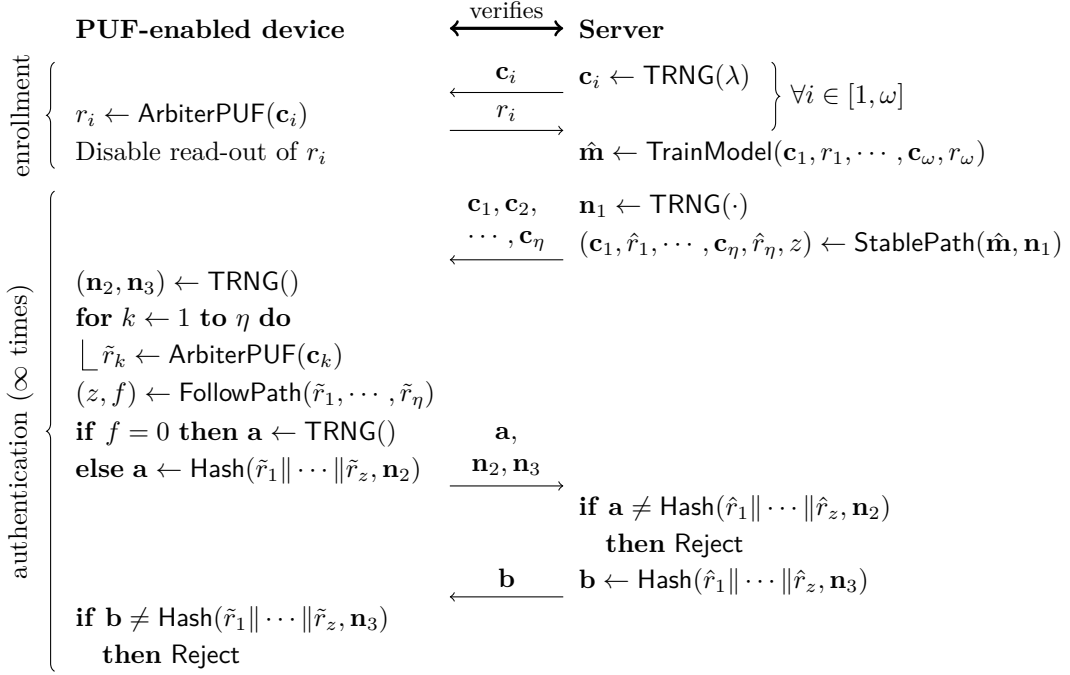 PUF-enabled device verifies Server
enrollment
c_i c_i ← TRNG(λ)
r_i ← ArbiterPUF(c_i) r_i ∀i ∈ [1, ω]
Disable read-out of r_i m̂ ← TrainModel(c_1, r_1, ⋯ , c_ω, r_ω)
authentication (∞ times)
c_1, c_2, n_1 ← TRNG(·)
⋯ , c_η (c_1, r̂_1, ⋯ , c_η, r̂_η, z) ← StablePath(m̂, n_1)
(n_2, n_3) ← TRNG()
for k ← 1 to η do
r̃_k ← ArbiterPUF(c_k)
(z, f) ← FollowPath(r̃_1, ⋯ , r̃_η)
if f = 0 then a ← TRNG() a,
else a ← Hash(r̃_1‖ ⋯ ‖r̃_z, n_2) n_2, n_3
if a ≠ Hash(r̂_1‖ ⋯ ‖r̂_z, n_2)
then Reject
b b ← Hash(r̂_1‖ ⋯ ‖r̂_z, n_3)
if b ≠ Hash(r̃_1‖ ⋯ ‖r̃_z, n_3)
then Reject